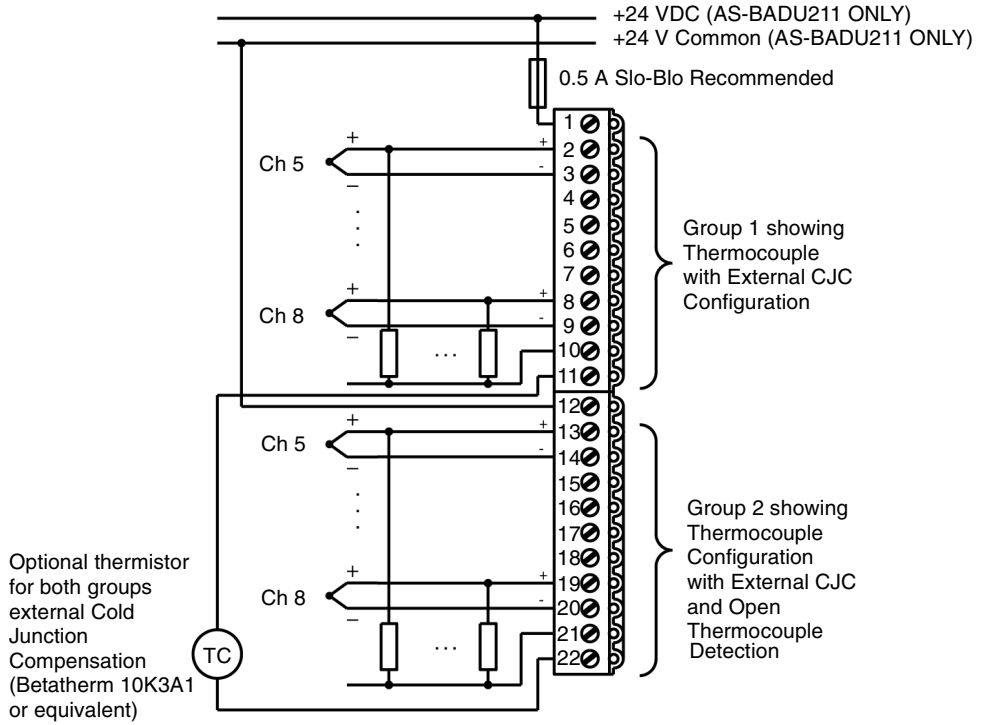 +24 VDC (AS-BADU211 ONLY)
+24 V Common (AS-BADU211 ONLY)
0.5 A Slo-Blo Recommended
1
+
+
2
Ch 5
-
3
–
4
5
6
7
+
+
8
Ch 8
-
9
–
...
10
11
12
+
+
13
Ch 5
-
14
–
15
16
17
18
+
+
19
Ch 8
-
20
–
...
21
22
Group 1 showing
Thermocouple
with External CJC
Configuration
Group 2 showing
Thermocouple
Configuration
with External CJC
and Open
Thermocouple
Detection
Optional thermistor
for both groups
external Cold
Junction
Compensation
(Betatherm 10K3A1
or equivalent)
TC